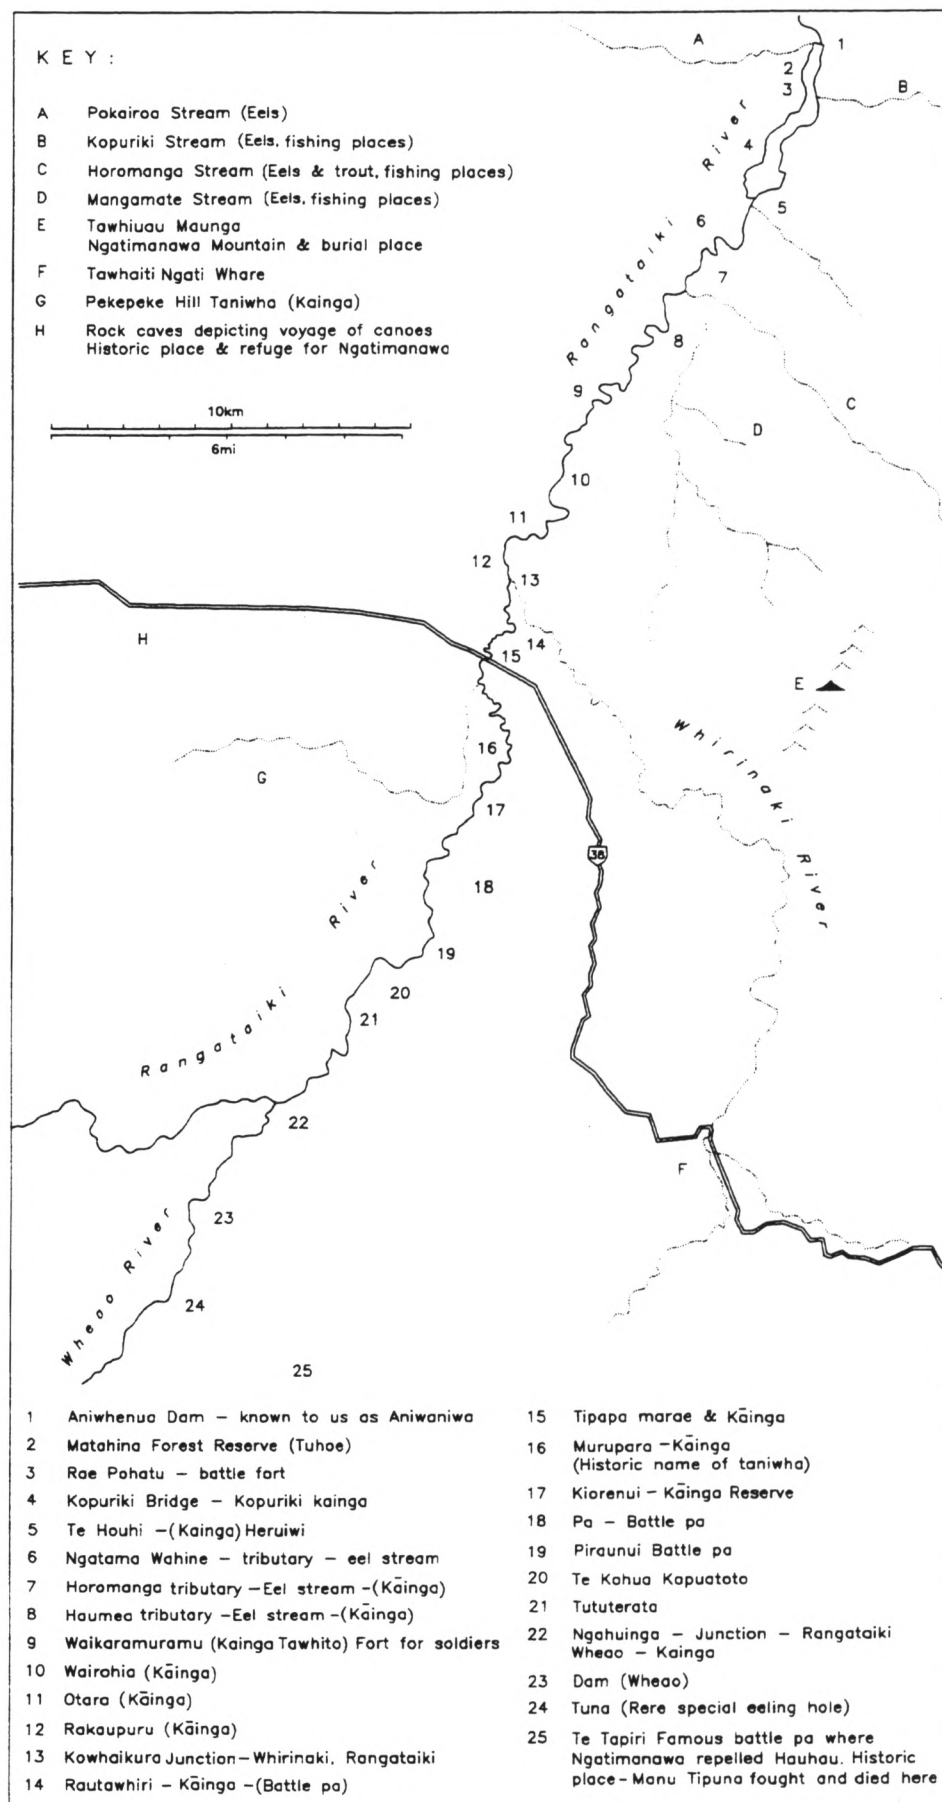 KEY:
A Pokairoa Stream (Eels)
B Kopuriki Stream (Eels, fishing places)
C Horomanga Stream (Eels & trout, fishing places)
D Mangamate Stream (Eels, fishing places)
E Tawhiuau Maunga
Ngatimanawa Mountain & burial place
F Tawhaiti Ngati Whare
G Pekepeke Hill Taniwha (Kainga)
H Rock caves depicting voyage of canoes
Historic place & refuge for Ngatimanawa
10km
6mi
A
1
2
3
B
4
Rangataiki River
5
6
7
8
9
C
D
10
11
12
13
H
14
15
E
16
Whirinaki River
G
17
38
18
Rangataiki River
19
20
21
22
F
23
Wheao River
24
25
1 Aniwhenua Dam – known to us as Aniwaniwa
2 Matahina Forest Reserve (Tuhoe)
3 Rae Pohatu – battle fort
4 Kopuriki Bridge – Kopuriki kainga
5 Te Houhi –(Kainga) Heruiwi
6 Ngatama Wahine – tributary – eel stream
7 Horomanga tributary –Eel stream –(Kāinga)
8 Haumea tributary –Eel stream –(Kāinga)
9 Waikaramuramu (Kainga Tawhito) Fort for soldiers
10 Wairohia (Kāinga)
11 Otara (Kāinga)
12 Rakaupuru (Kāinga)
13 Kowhaikura Junction–Whirinaki, Rangataiki
14 Rautawhiri – Kāinga –(Battle pa)
15 Tipapa marae & Kāinga
16 Murupara –Kāinga
(Historic name of taniwha)
17 Kiorenui – Kāinga Reserve
18 Pa – Battle pa
19 Piraunui Battle pa
20 Te Kohua Kopuatoto
21 Tututerata
22 Ngahuinga – Junction – Rangataiki
Wheao – Kainga
23 Dam (Wheao)
24 Tuna (Rere special eeling hole)
25 Te Tapiri Famous battle pa where
Ngatimanawa repelled Hauhau. Historic
place – Manu Tipuna fought and died here